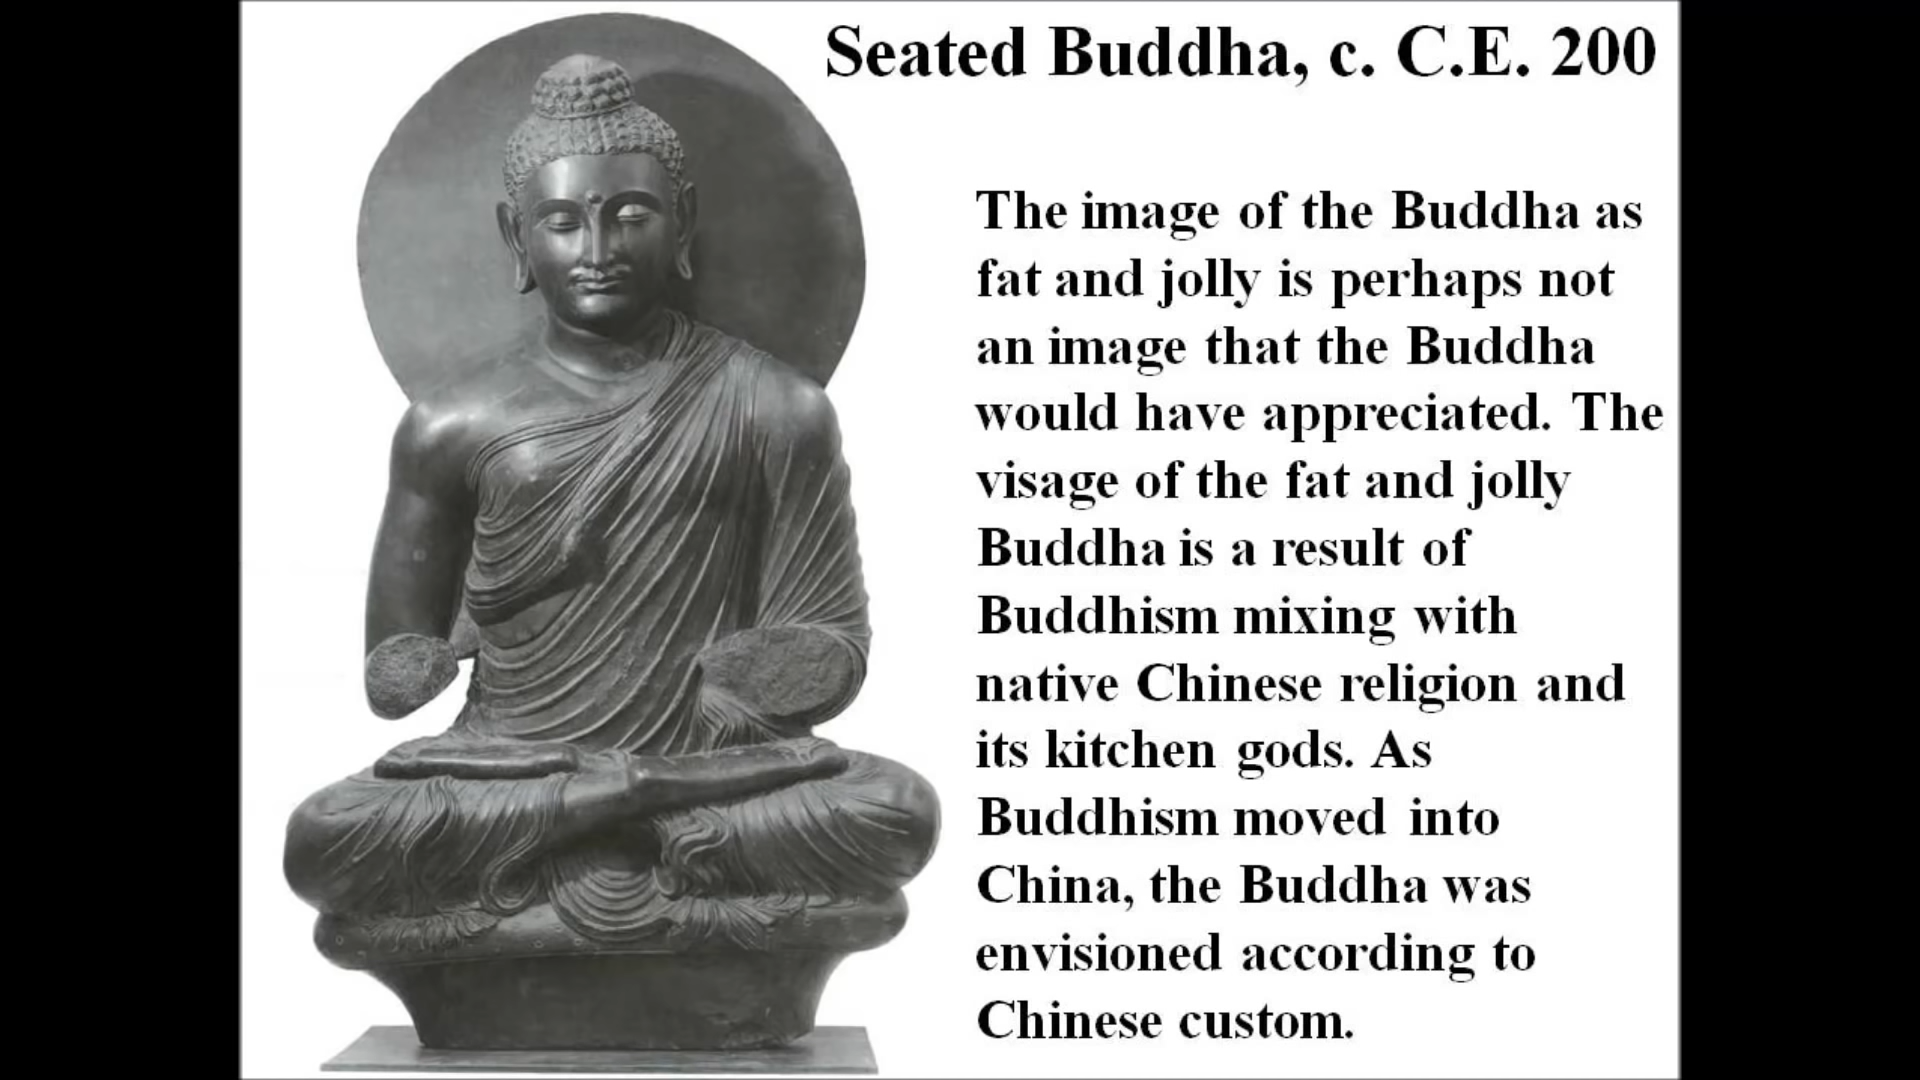 Seated Buddha, c. C.E. 200
The image of the Buddha as
fat and jolly is perhaps not
an image that the Buddha
would have appreciated. The
visage of the fat and jolly
Buddha is a result of
Buddhism mixing with
native Chinese religion and
its kitchen gods. As
Buddhism moved into
China, the Buddha was
envisioned according to
Chinese custom.